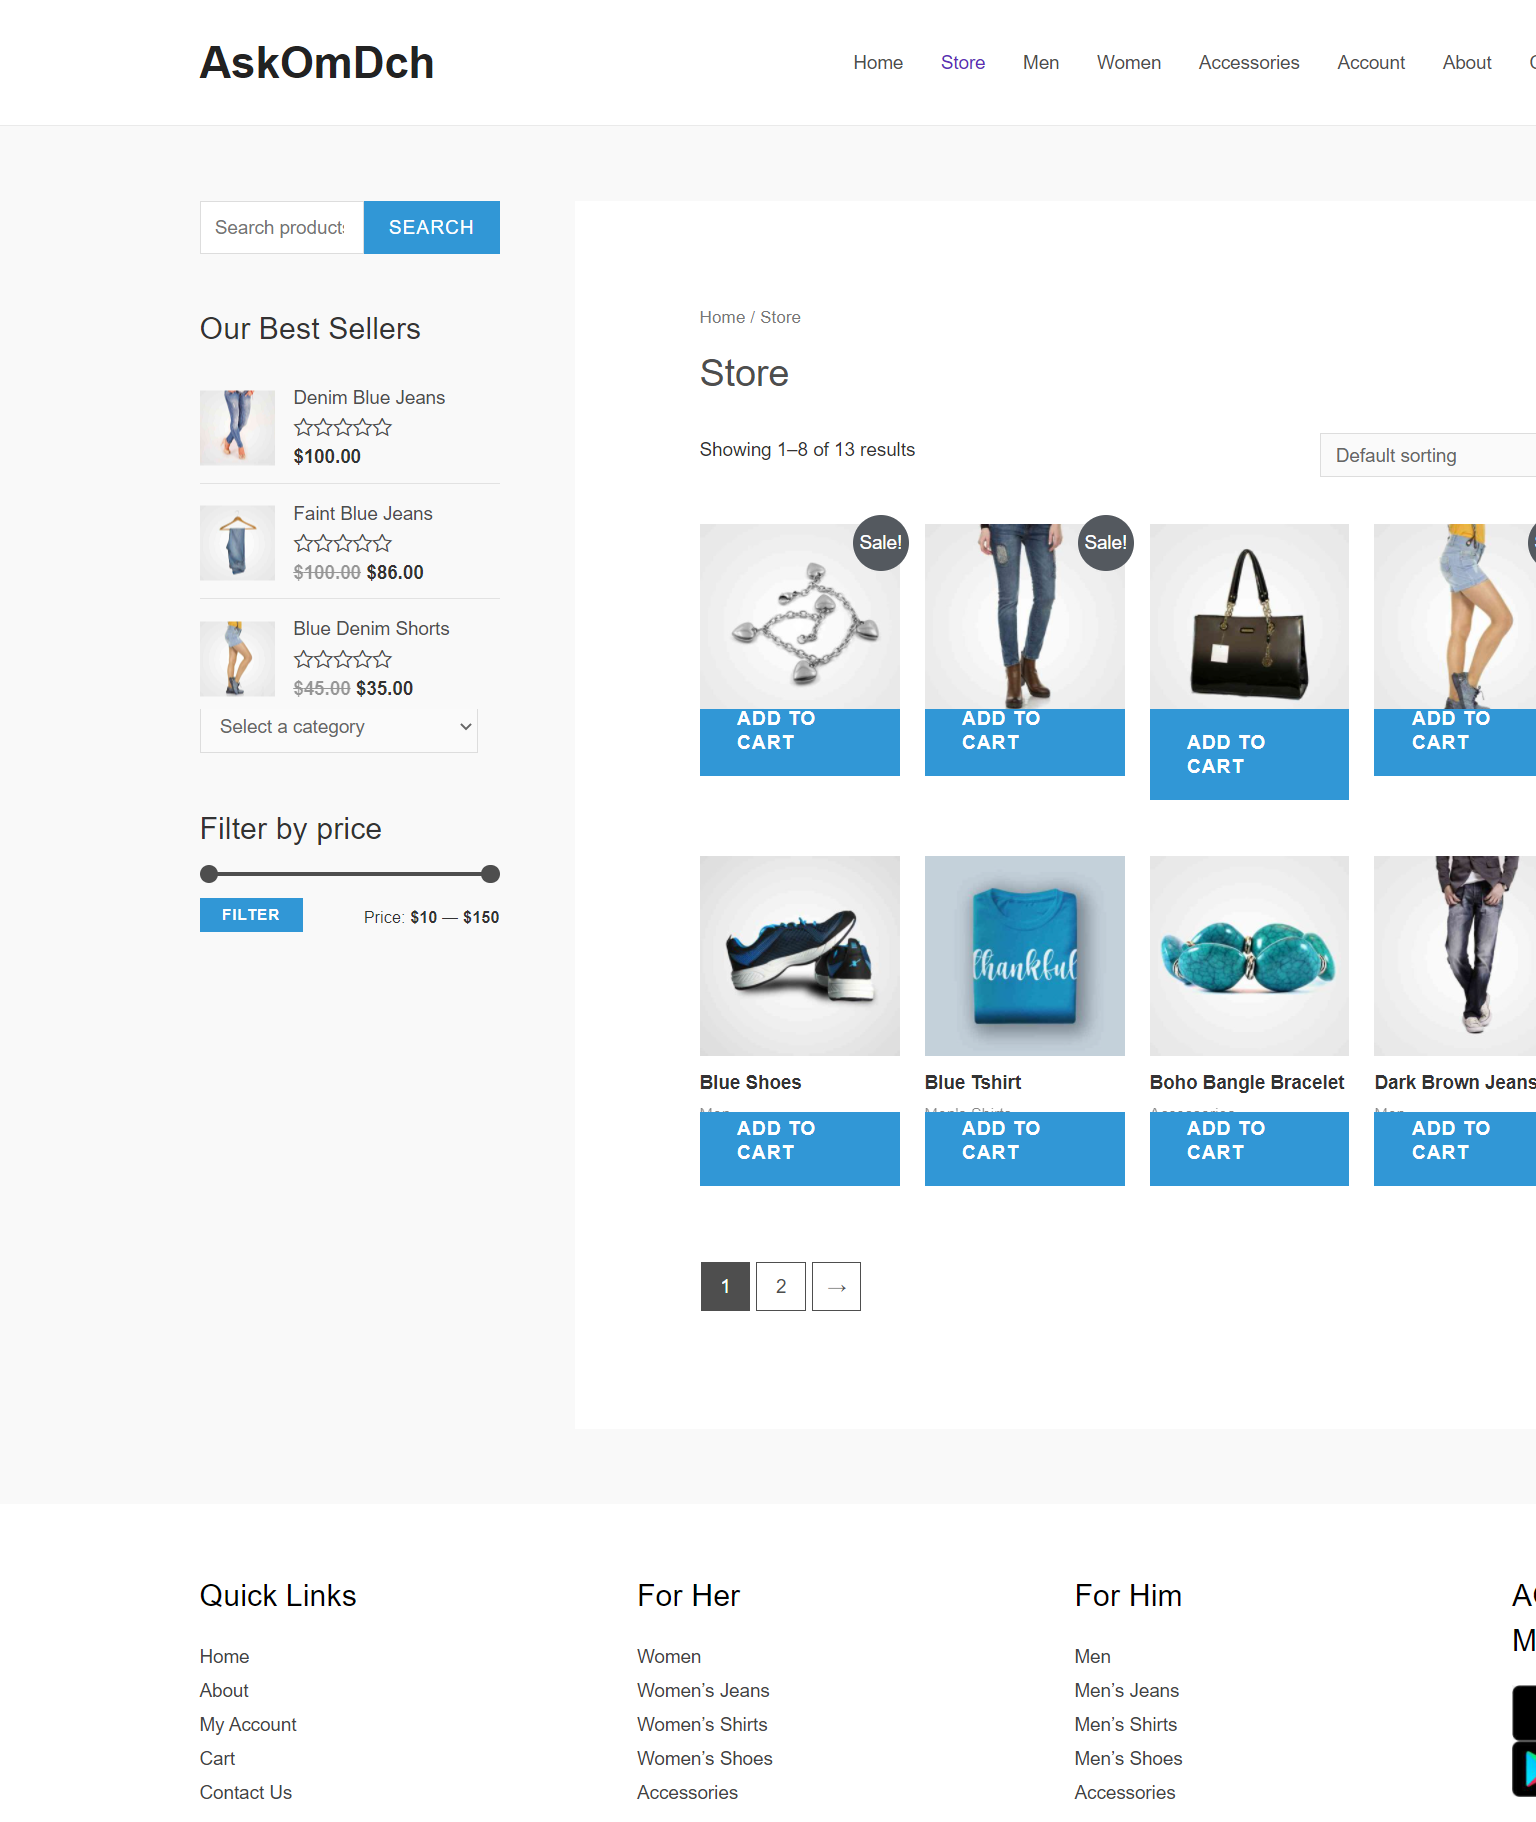 AskOmDch
Home Store Men Women Accessories Account About
Search products
SEARCH
Our Best Sellers
Denim Blue Jeans
$100.00
Faint Blue Jeans
$100.00 $86.00
Blue Denim Shorts
$45.00 $35.00
Select a category
Filter by price
FILTER
Price: $10 — $150
Home / Store
Store
Showing 1–8 of 13 results
Default sorting
Sale!
Sale!
ADD TO
CART
ADD TO
CART
ADD TO
CART
ADD TO
CART
thankful
Blue Shoes
Men
ADD TO
CART
Blue Tshirt
Men's Shirts
ADD TO
CART
Boho Bangle Bracelet
Accessories
ADD TO
CART
Dark Brown Jeans
Men
ADD TO
CART
1 2 →
Quick Links
Home
About
My Account
Cart
Contact Us
For Her
Women
Women’s Jeans
Women’s Shirts
Women’s Shoes
Accessories
For Him
Men
Men’s Jeans
Men’s Shirts
Men’s Shoes
Accessories